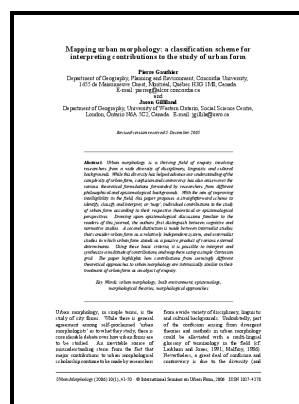 Mapping urban morphology: a classification scheme for
interpreting contributions to the study of urban form
Pierre Gauthier
Department of Geography, Planning and Environment, Concordia University,
1455 de Maisonneuve Ouest, Montréal, Québec, H3G 1M8, Canada.
E-mail:
and
Jason Gilliland
Department of Geography, University of Western Ontario, Social Science Centre,
London, Ontario N6A 5C2, Canada. E-mail: jgillila@uwo.ca
Revised version received 5 December 2005
Abstract. Urban morphology is a thriving field of enquiry involving
researchers from a wide diversity of disciplinary, linguistic and cultural
backgrounds. While this diversity has helped advance our understanding of the
complexity of urban form, confusion and controversy has also arisen over the
various theoretical formulations forwarded by researchers from different
philosophical and epistemological backgrounds. With the aim of improving
intelligibility in the field, this paper proposes a straightforward scheme to
identify, classify and interpret, or 'map', individual contributions to the study
of urban form according to their respective theoretical or epistemological
perspectives. Drawing upon epistemological discussions familiar to the
readers of this journal, the authors first distinguish between cognitive and
normative studies. A second distinction is made between internalist studies
that consider urban form as a relatively independent system, and externalist
studies in which urban form stands as a passive product of various external
determinants. Using these basic criteria, it is possible to interpret and
synthesize a multitude of contributions and map them using a simple Cartesian
grid. The paper highlights how contributions from seemingly different
theoretical approaches to urban morphology are intrinsically similar in their
treatment of urban form as an object of enquiry.
Key Words: urban morphology, built environment, epistemology,
morphological theories, morphological approaches
Urban morphology, in simple terms, is the
study of city form. While there is general
agreement among self-proclaimed 'urban
morphologists' as to what they study, there is
considerable debate over how urban forms are
to be studied. An inevitable source of
misunderstanding stems from the fact that
major contributions to urban morphological
scholarship continue to be made by researchers
from a wide variety of disciplinary, linguistic
and cultural backgrounds. Undoubtedly, part
of the confusion arising from divergent
theories and methods in urban morphology
could be alleviated with a multi-lingual
glossary of terminology in the field (cf.
Larkham and Jones, 1991; Malfroy, 1986).
Nevertheless, a great deal of confusion and
controversy is due to the diversity (and
Urban Morphology (2006) 10(1), 41-50 © International Seminar on Urban Form, 2006 ISSN 1027-4278